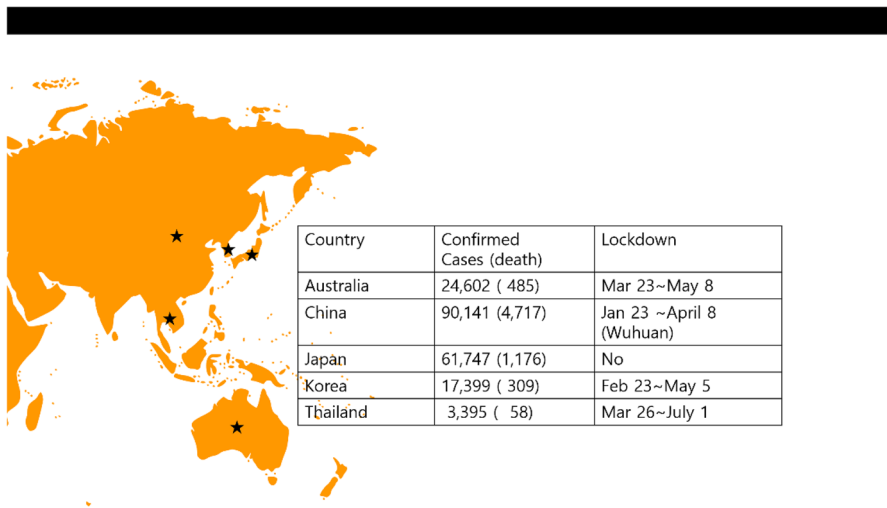 Country Confirmed Cases (death) Lockdown
Australia 24,602 ( 485) Mar 23~May 8
China 90,141 (4,717) Jan 23 ~April 8 (Wuhuan)
Japan 61,747 (1,176) No
Korea 17,399 ( 309) Feb 23~May 5
Thailand 3,395 ( 58) Mar 26~July 1